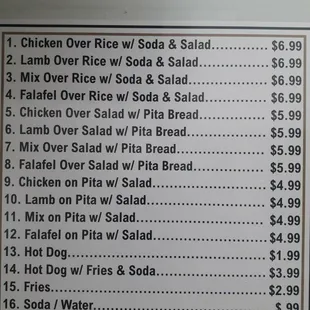 1. Chicken Over Rice w/ Soda & Salad............. $6.99
2. Lamb Over Rice w/ Soda & Salad................ $6.99
3. Mix Over Rice w/ Soda & Salad................... $6.99
4. Falafel Over Rice w/ Soda & Salad.............. $6.99
5. Chicken Over Salad w/ Pita Bread................ $5.99
6. Lamb Over Salad w/ Pita Bread................... $5.99
7. Mix Over Salad w/ Pita Bread...................... $5.99
8. Falafel Over Salad w/ Pita Bread................. $5.99
9. Chicken on Pita w/ Salad............................ $4.99
10. Lamb on Pita w/ Salad.............................. $4.99
11. Mix on Pita w/ Salad................................. $4.99
12. Falafel on Pita w/ Salad............................ $4.99
13. Hot Dog.................................................. $1.99
14. Hot Dog w/ Fries & Soda........................... $3.99
15. Fries....................................................... $2.99
16. Soda / Water............................................ $ .99